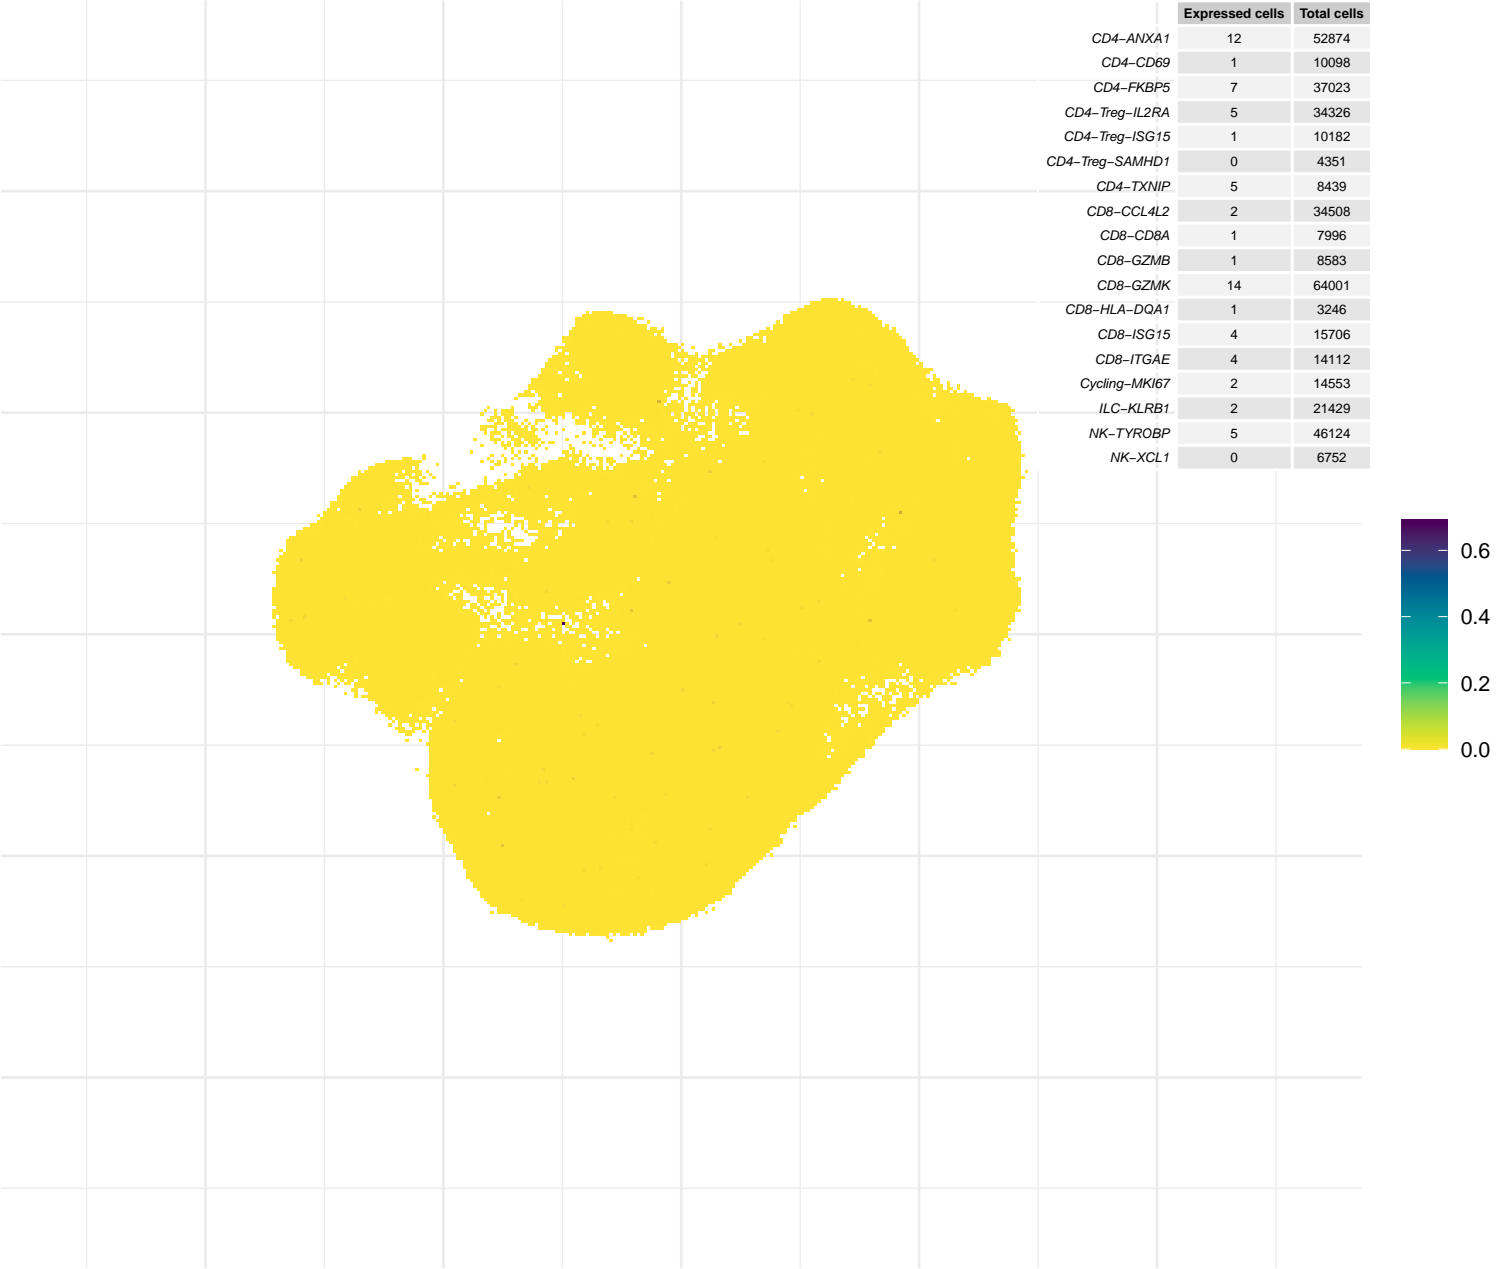 Expressed cells Total cells
CD4−ANXA1 12 52874
CD4−CD69 1 10098
CD4−FKBP5 7 37023
CD4−Treg−IL2RA 5 34326
CD4−Treg−ISG15 1 10182
CD4−Treg−SAMHD1 0 4351
CD4−TXNIP 5 8439
CD8−CCL4L2 2 34508
CD8−CD8A 1 7996
CD8−GZMB 1 8583
CD8−GZMK 14 64001
CD8−HLA−DQA1 1 3246
CD8−ISG15 4 15706
CD8−ITGAE 4 14112
Cycling−MKI67 2 14553
ILC−KLRB1 2 21429
NK−TYROBP 5 46124
NK−XCL1 0 6752
0.6
0.4
0.2
0.0